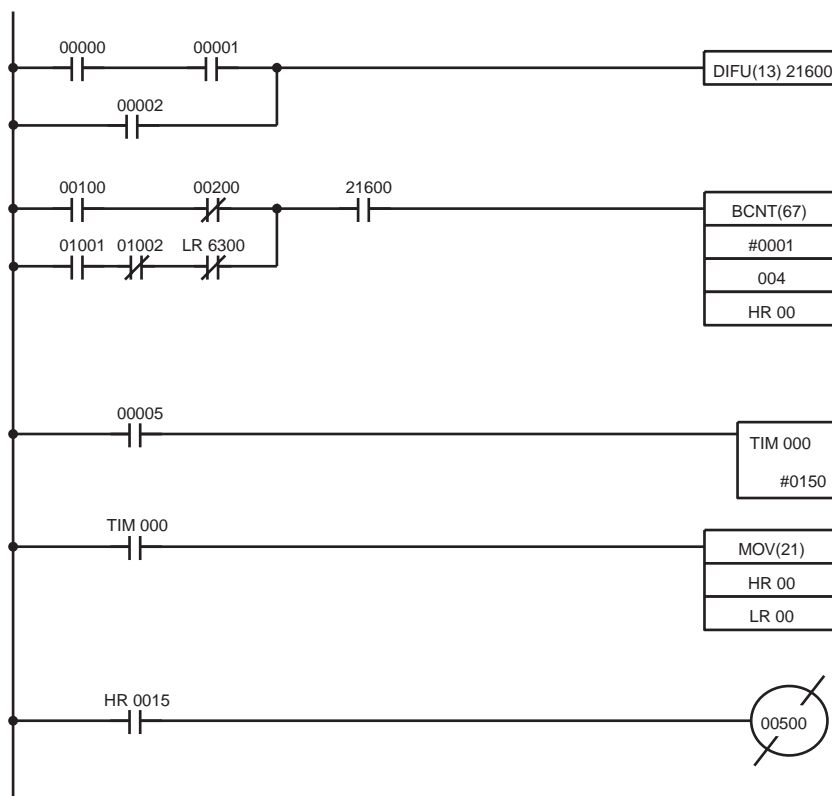 00000 00001
DIFU(13) 21600
00002
00100 00200 21600
BCNT(67)
01001 01002 LR 6300
#0001
004
HR 00
00005
TIM 000
#0150
TIM 000
MOV(21)
HR 00
LR 00
HR 0015
00500